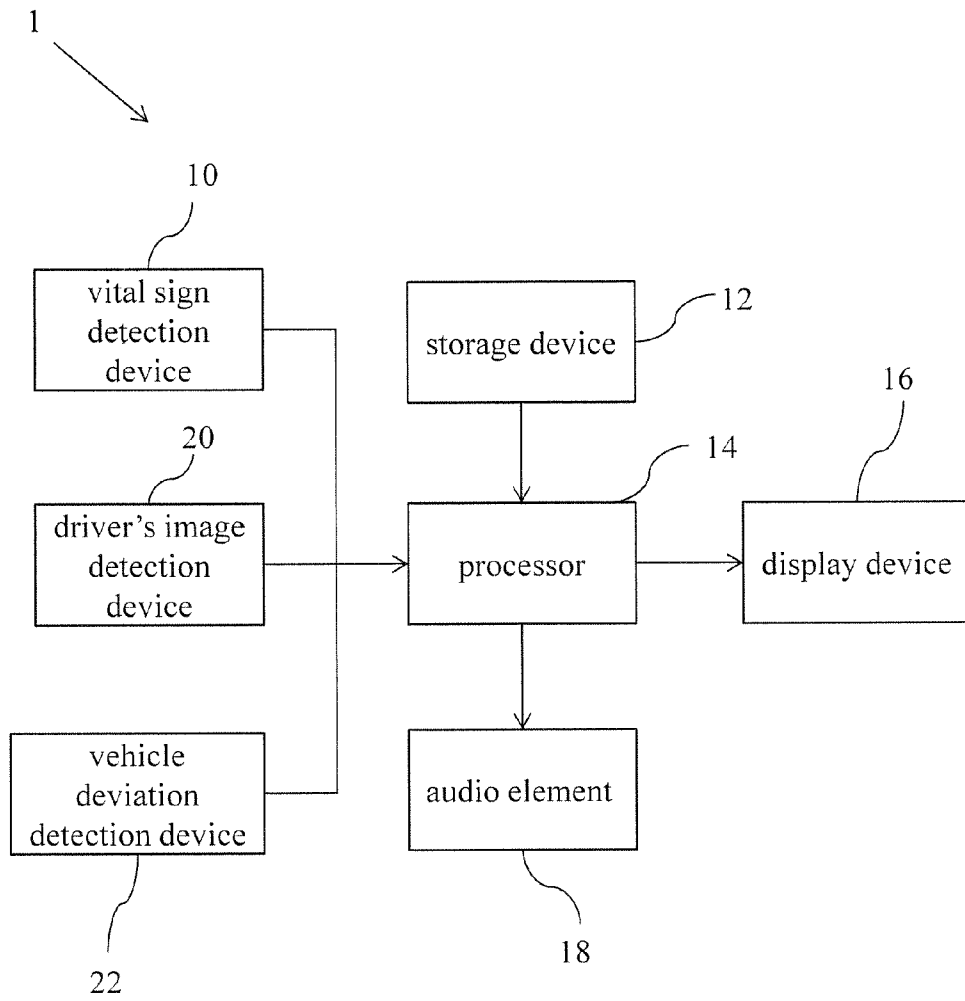 1
10
vital sign
detection
device
storage device
12
16
20
driver's image
detection
device
14
processor
display device
vehicle
deviation
detection device
22
audio element
18